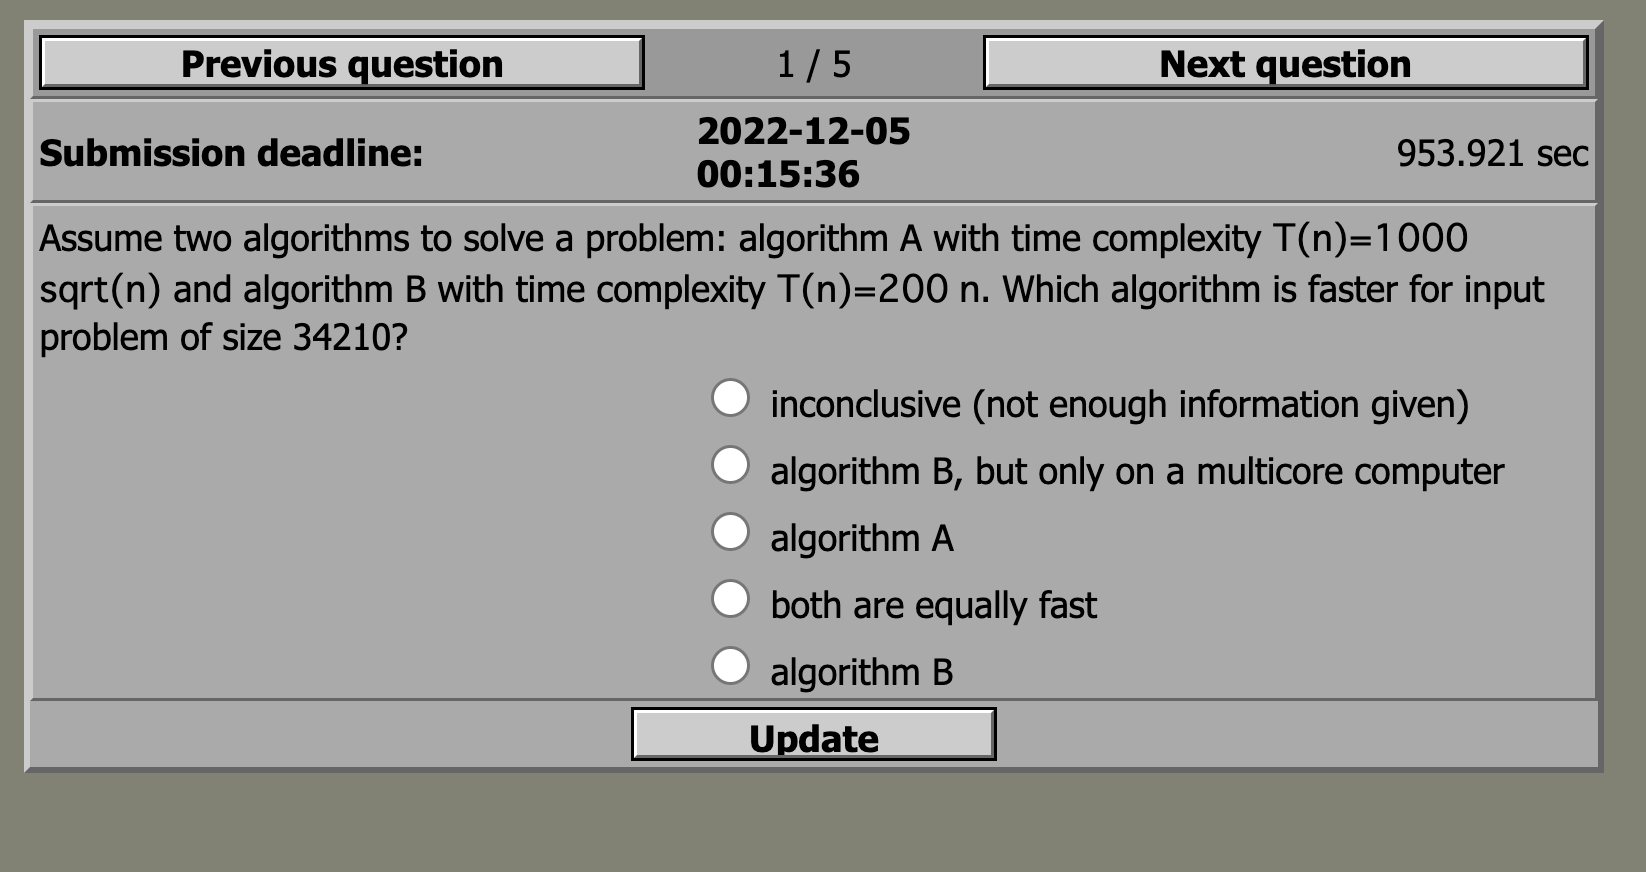 Previous question
1 / 5
Next question
Submission deadline:
2022-12-05
00:15:36
953.921 sec
Assume two algorithms to solve a problem: algorithm A with time complexity T(n)=1000
sqrt(n) and algorithm B with time complexity T(n)=200 n. Which algorithm is faster for input
problem of size 34210?
inconclusive (not enough information given)
algorithm B, but only on a multicore computer
algorithm A
both are equally fast
algorithm B
Update